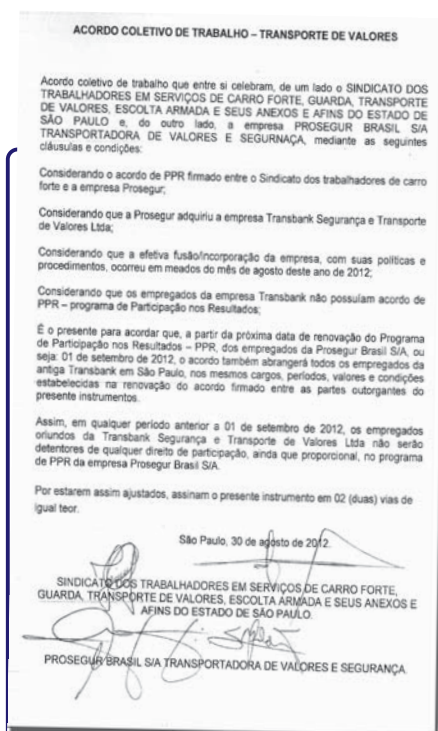 ACORDO COLETIVO DE TRABALHO – TRANSPORTE DE VALORES
Acordo coletivo de trabalho que entre si celebram, de um lado o SINDICATO DOS
TRABALHADORES EM SERVIÇOS DE CARRO FORTE, GUARDA, TRANSPORTE
DE VALORES, ESCOLTA ARMADA E SEUS ANEXOS E AFINS DO ESTADO DE
SÃO PAULO e, do outro lado, a empresa PROSEGUR BRASIL S/A
TRANSPORTADORA DE VALORES E SEGURNAÇA, mediante as seguintes
cláusulas e condições:
Considerando o acordo de PPR firmado entre o Sindicato dos trabalhadores de carro
forte e a empresa Prosegur;
Considerando que a Prosegur adquiriu a empresa Transbank Segurança e Transporte
de Valores Ltda;
Considerando que a efetiva fusão/incorporação da empresa, com suas políticas e
procedimentos, ocorreu em meados do mês de agosto deste ano de 2012;
Considerando que os empregados da empresa Transbank não possuíam acordo de
PPR – programa de Participação nos Resultados;
É o presente para acordar que, a partir da próxima data de renovação do Programa
de Participação nos Resultados – PPR, dos empregados da Prosegur Brasil S/A, ou
seja: 01 de setembro de 2012, o acordo também abrangerá todos os empregados da
antiga Transbank em São Paulo, nos mesmos cargos, períodos, valores e condições
estabelecidas na renovação do acordo firmado entre as partes outorgantes do
presente instrumentos.
Assim, em qualquer período anterior a 01 de setembro de 2012, os empregados
oriundos da Transbank Segurança e Transporte de Valores Ltda não serão
detentores de qualquer direito de participação, ainda que proporcional, no programa
de PPR da empresa Prosegur Brasil S/A.
Por estarem assim ajustados, assinam o presente instrumento em 02 (duas) vias de
igual teor.
São Paulo, 30 de agosto de 2012.
SINDICATO DOS TRABALHADORES EM SERVIÇOS DE CARRO FORTE,
GUARDA, TRANSPORTE DE VALORES, ESCOLTA ARMADA E SEUS ANEXOS E
AFINS DO ESTADO DE SÃO PAULO.
PROSEGUR BRASIL S/A TRANSPORTADORA DE VALORES E SEGURANÇA.